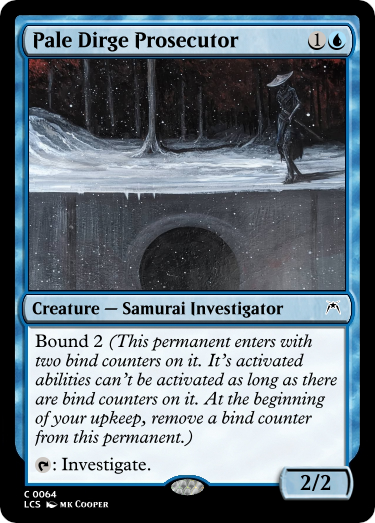 Pale Dirge Prosecutor 1
Creature — Samurai Investigator
Bound 2 (This permanent enters with
two bind counters on it. It's activated
abilities can't be activated as long as there
are bind counters on it. At the beginning
of your upkeep, remove a bind counter
from this permanent.)
: Investigate.
2/2
C 0064
LCS MK COOPER